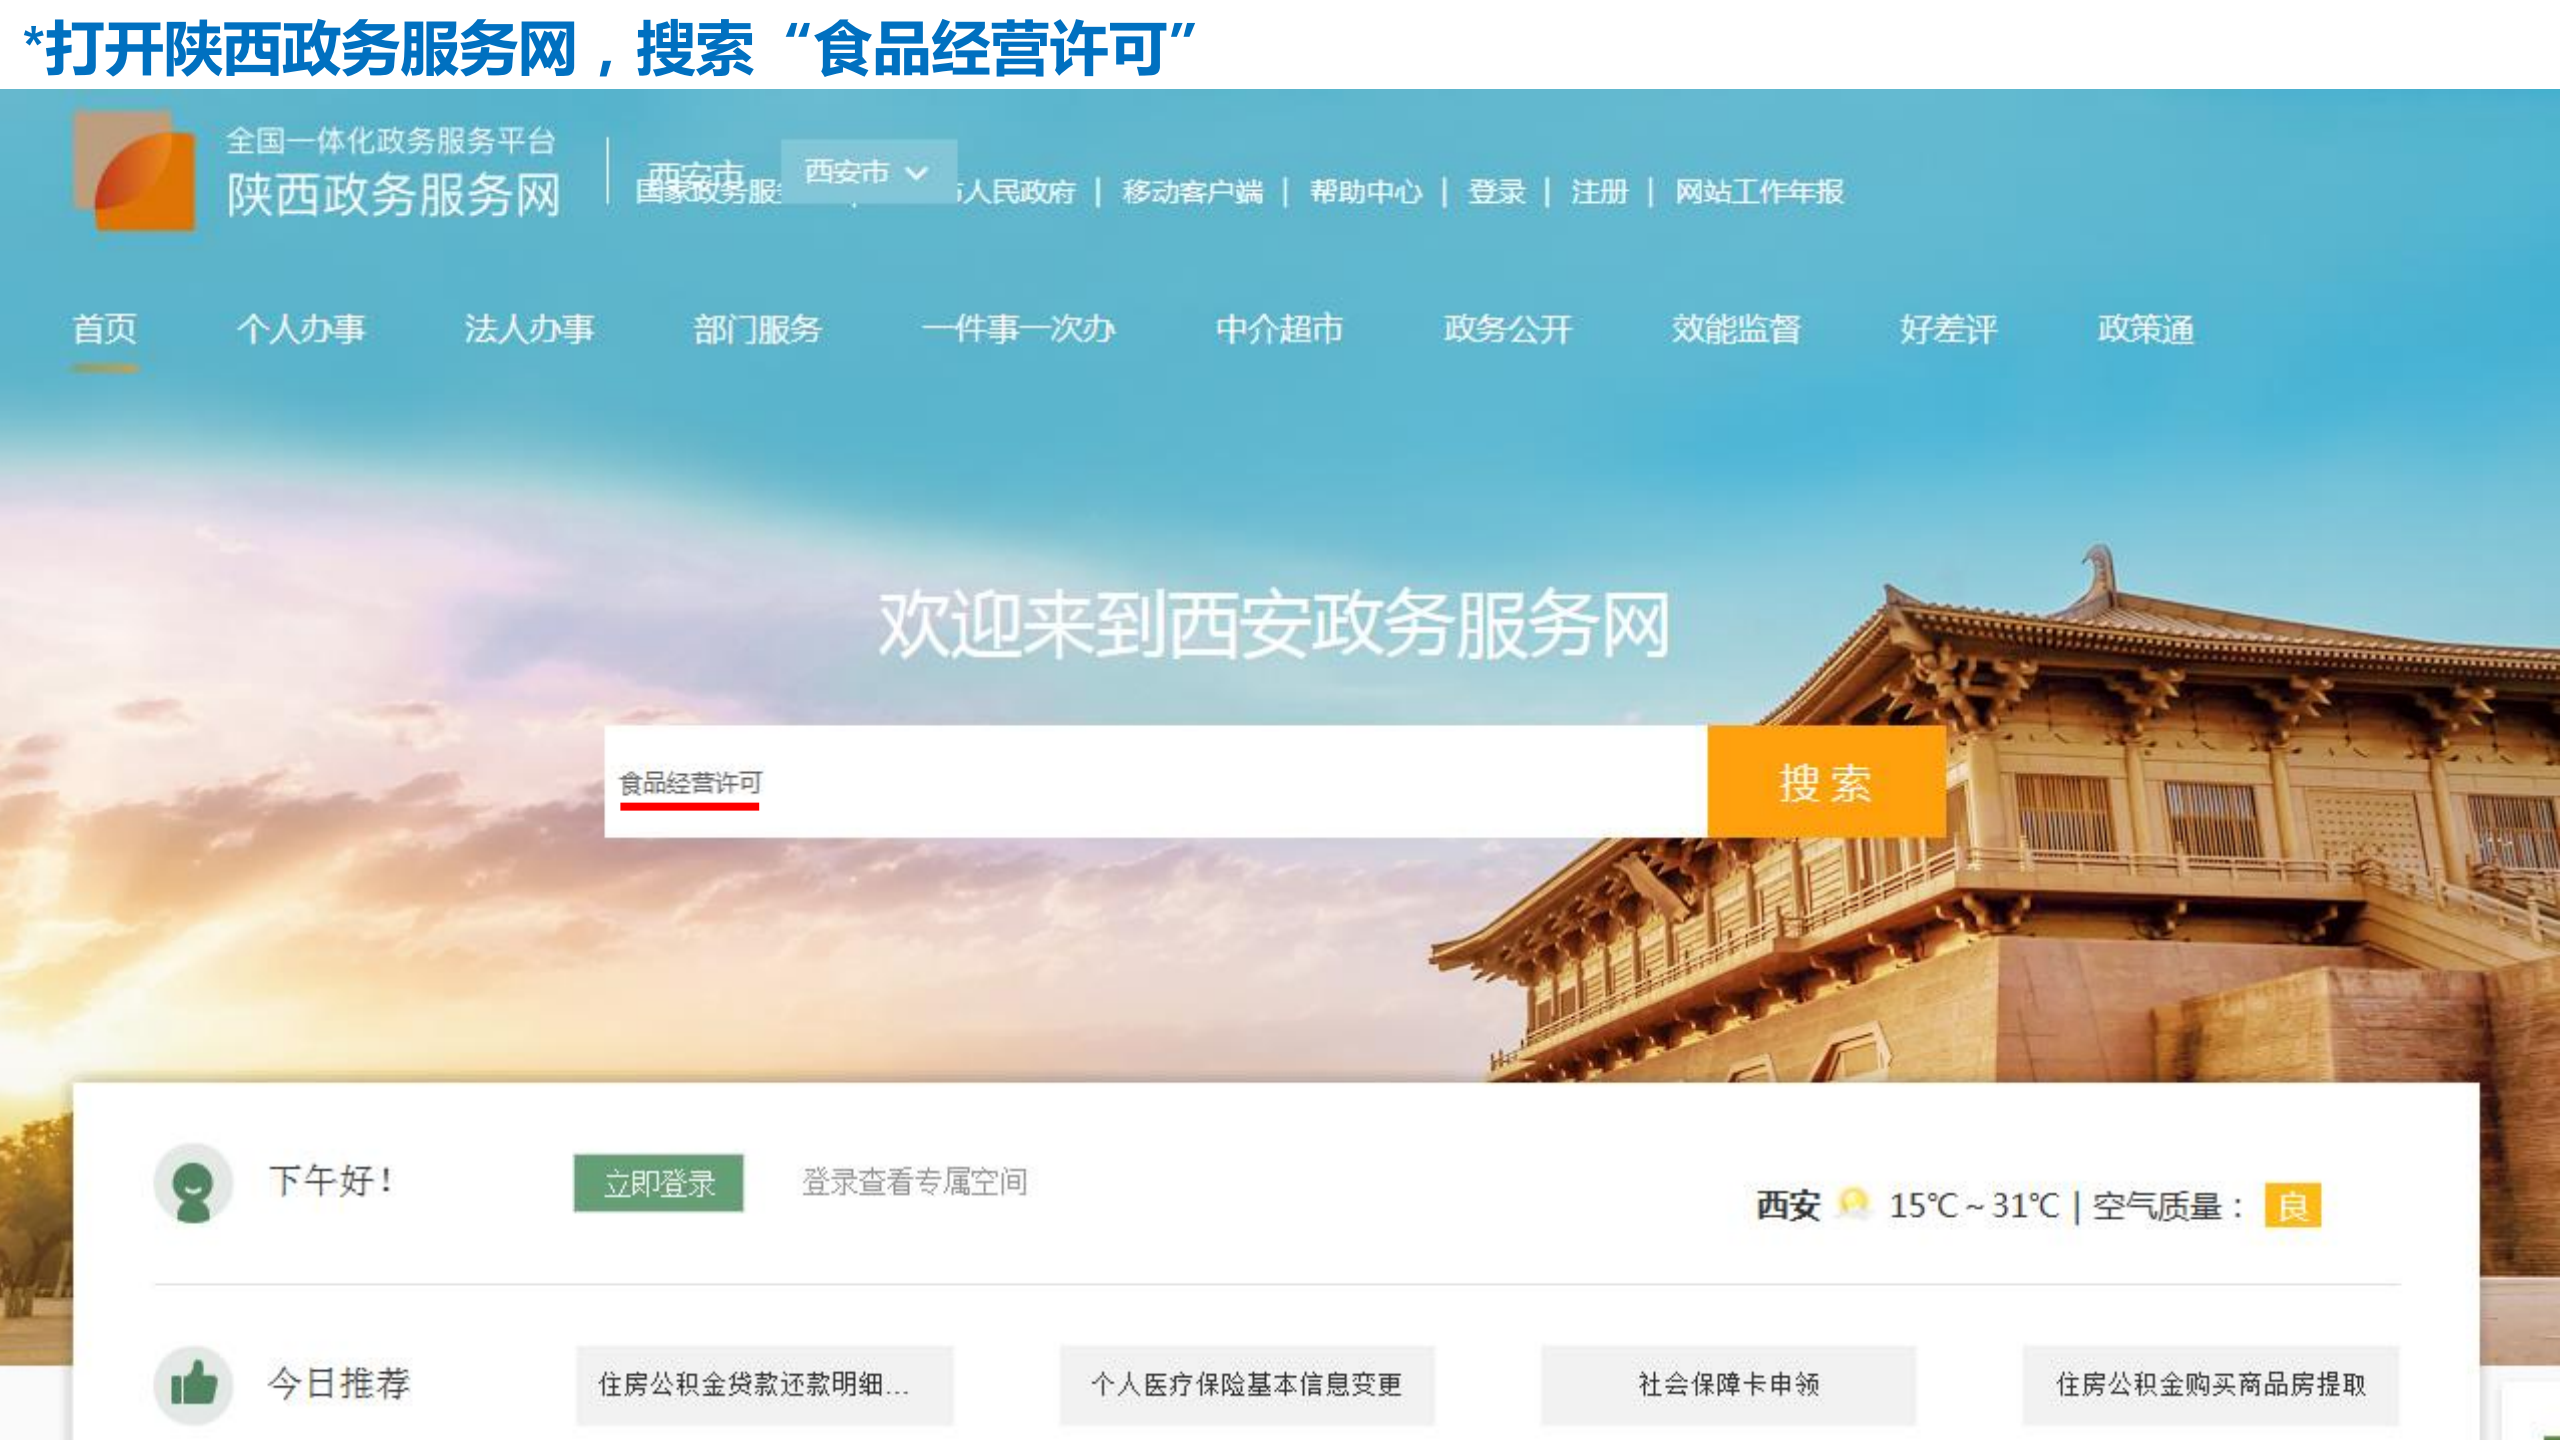 *打开陕西政务服务网，搜索“食品经营许可”
全国一体化政务服务平台
陕西政务服务网
西安市
西安市
国家政务服
人民政府 | 移动客户端 | 帮助中心 | 登录 | 注册 | 网站工作年报
首页 个人办事 法人办事 部门服务 一件事一次办 中介超市 政务公开 效能监督 好差评 政策通
欢迎来到西安政务服务网
食品经营许可
搜索
下午好！ 立即登录 登录查看专属空间
西安 15℃～31℃ | 空气质量： 良
今日推荐 住房公积金贷款还款明细... 个人医疗保险基本信息变更 社会保障卡申领 住房公积金购买商品房提取